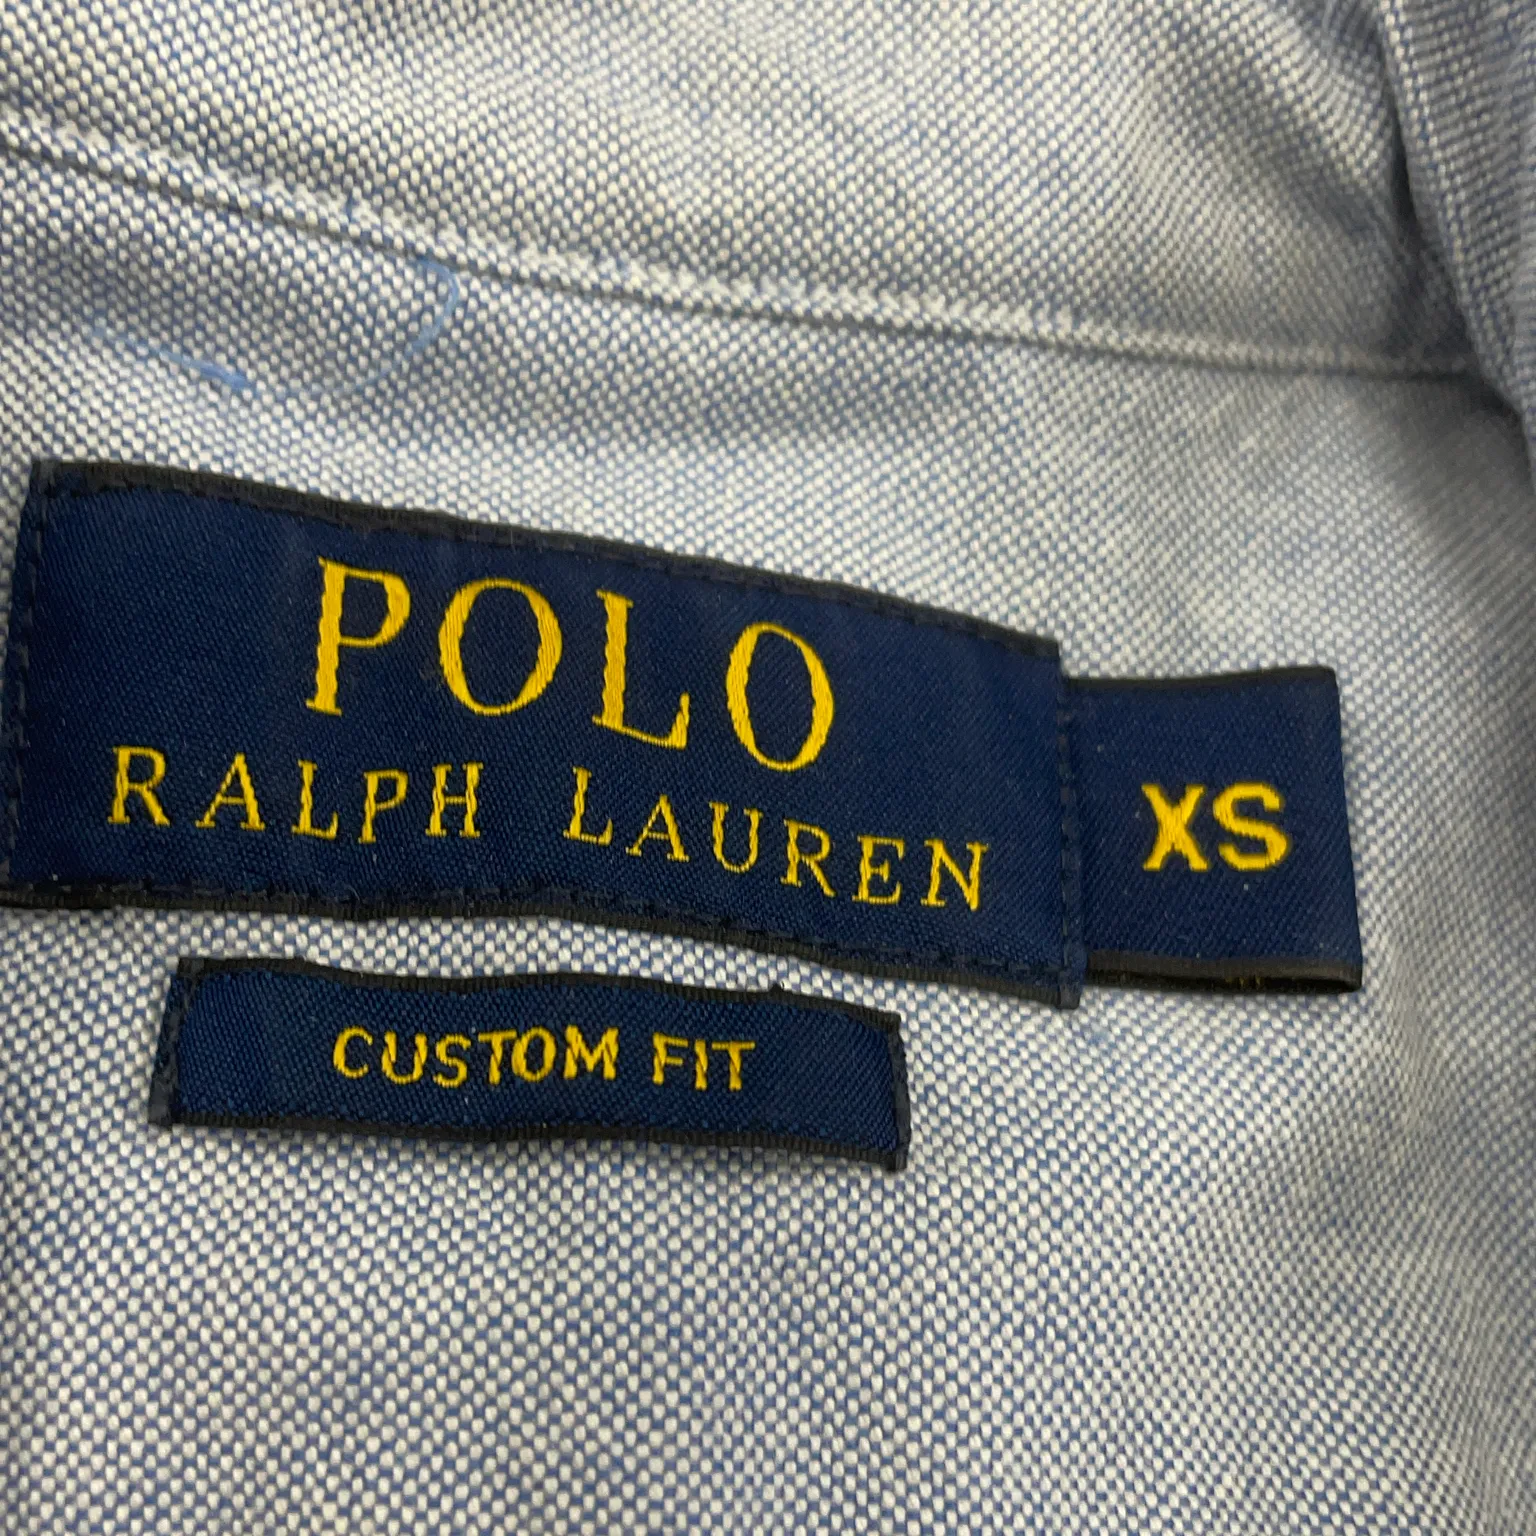 POLO
RALPH LAUREN
XS
CUSTOM FIT